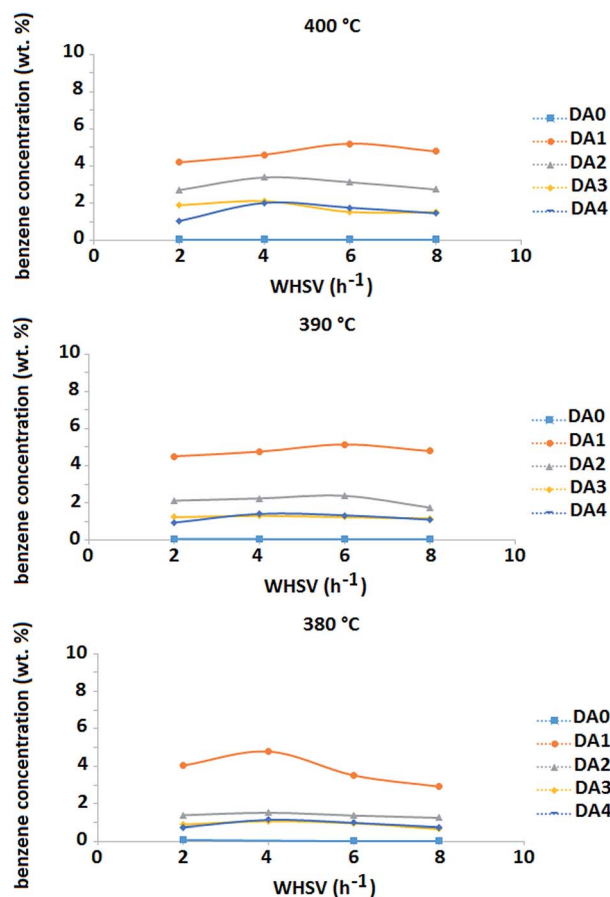 400 °C
benzene concentration (wt. %)
10
8
6
4
2
0
0
2
4
6
8
10
WHSV (h⁻¹)
DA0
DA1
DA2
DA3
DA4
390 °C
benzene concentration (wt. %)
10
8
6
4
2
0
0
2
4
6
8
10
WHSV (h⁻¹)
DA0
DA1
DA2
DA3
DA4
380 °C
benzene concentration (wt. %)
10
8
6
4
2
0
0
2
4
6
8
10
WHSV (h⁻¹)
DA0
DA1
DA2
DA3
DA4